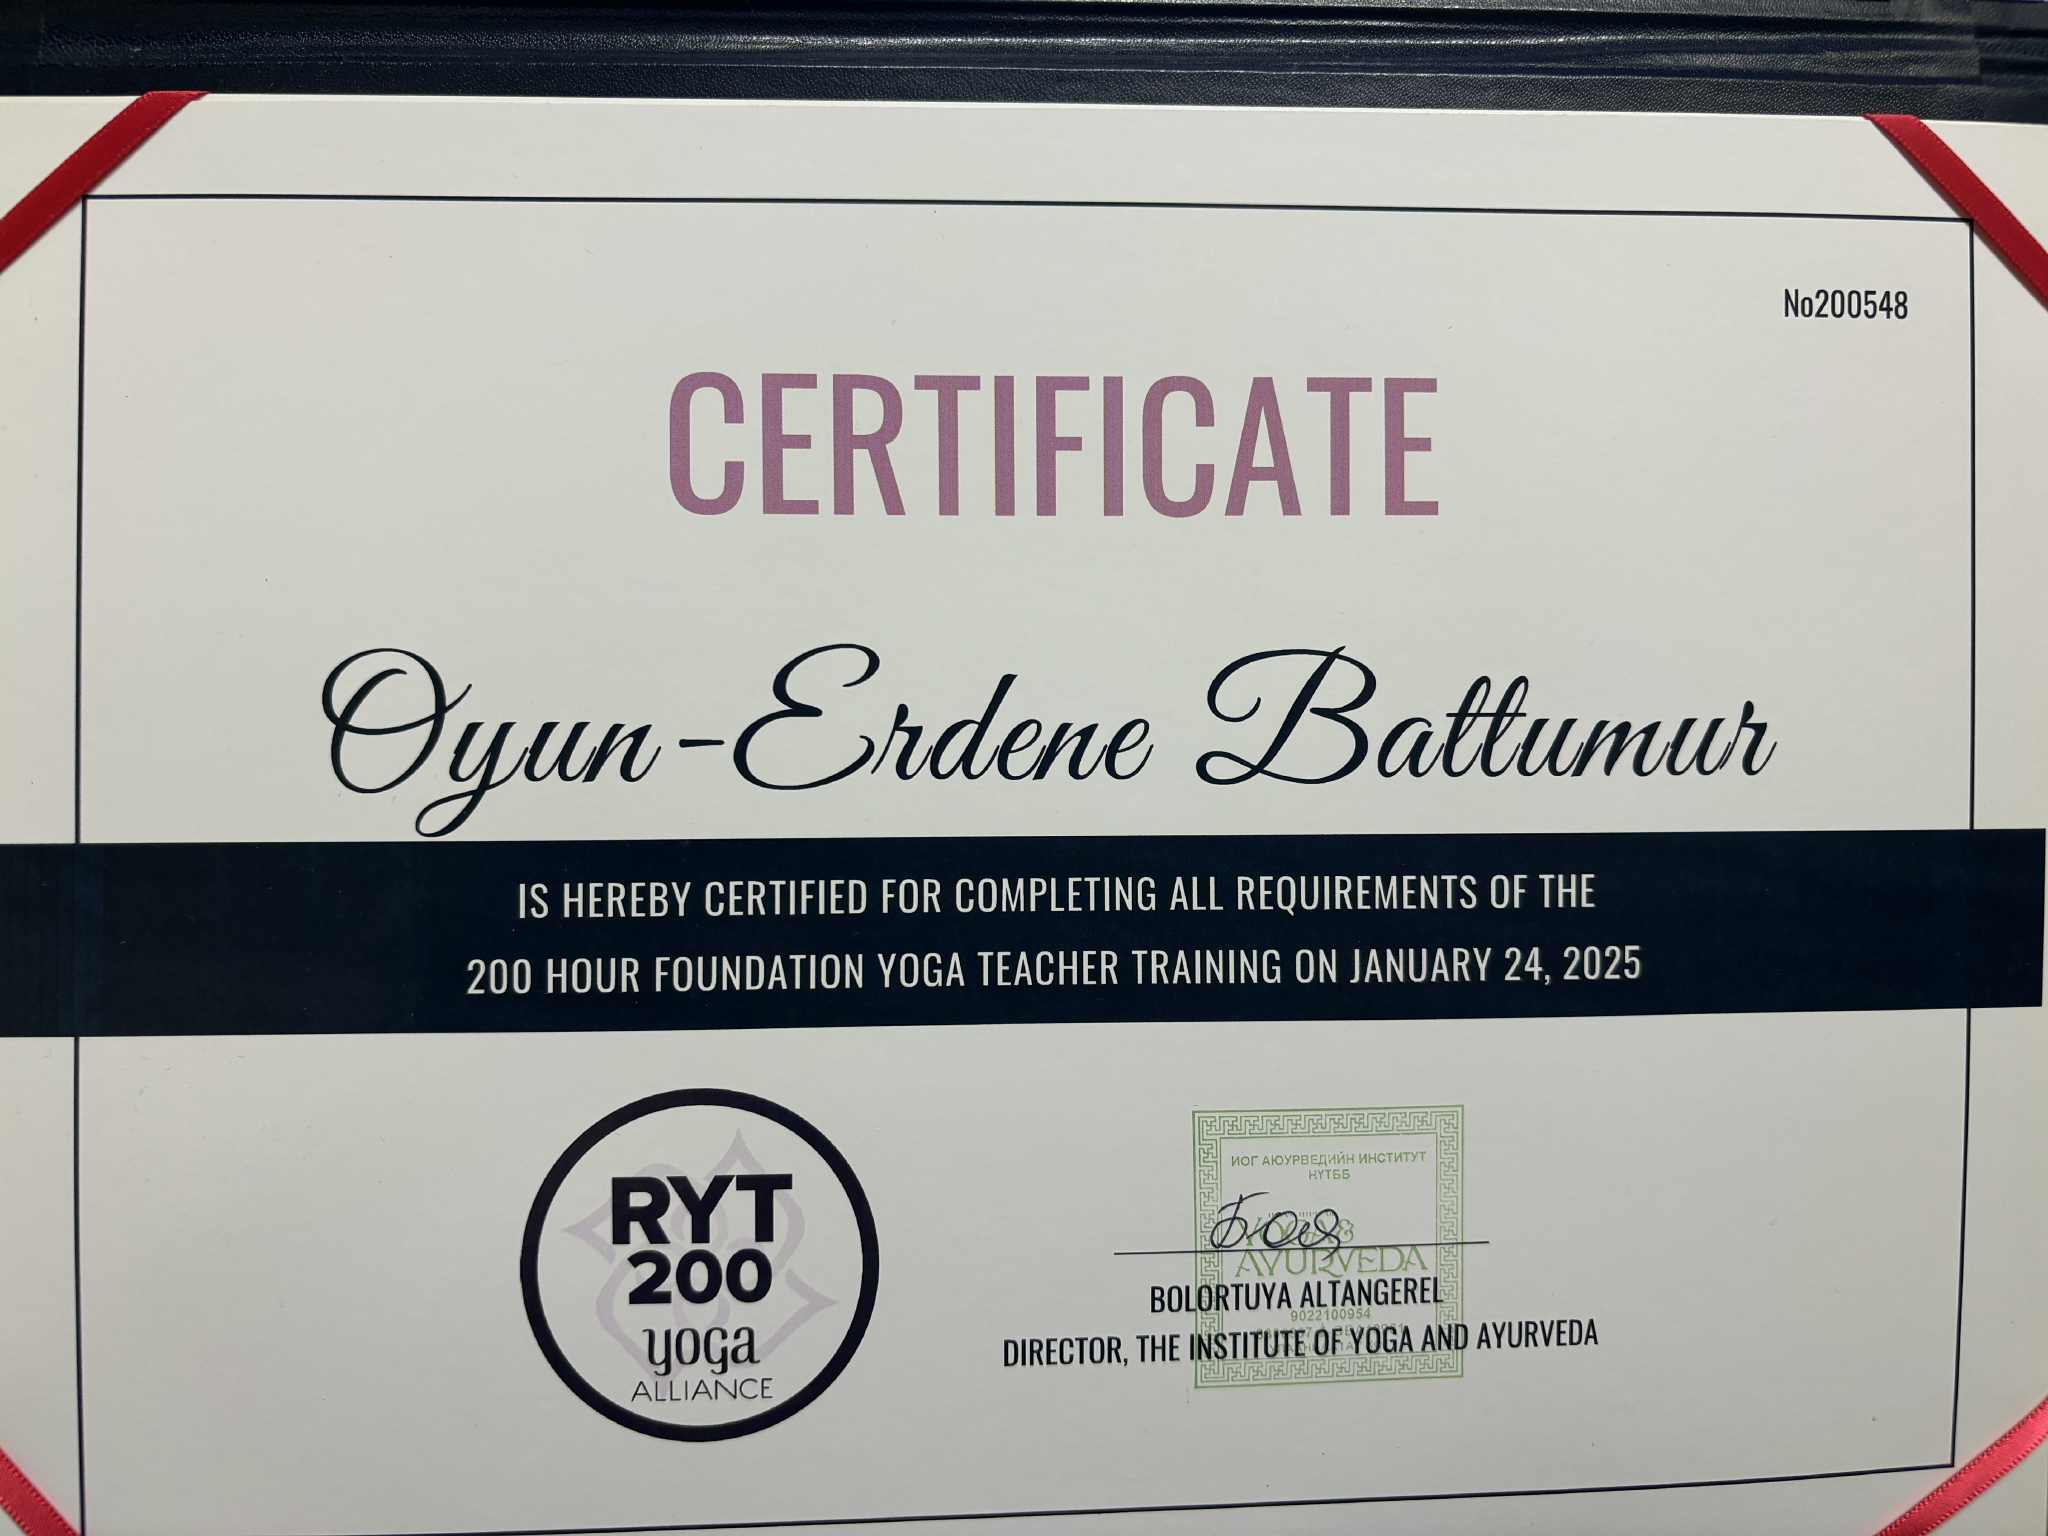 No200548
CERTIFICATE
Oyun-Erdene Battumur
IS HEREBY CERTIFIED FOR COMPLETING ALL REQUIREMENTS OF THE
200 HOUR FOUNDATION YOGA TEACHER TRAINING ON JANUARY 24, 2025
RYT
200
yoga
ALLIANCE
ИОГ АЮУРВЕДИЙН ИНСТИТУТ
НҮТББ
YOGA &
AYURVEDA
BOLORTUYA ALTANGEREL
9022100954
DIRECTOR, THE INSTITUTE OF YOGA AND AYURVEDA